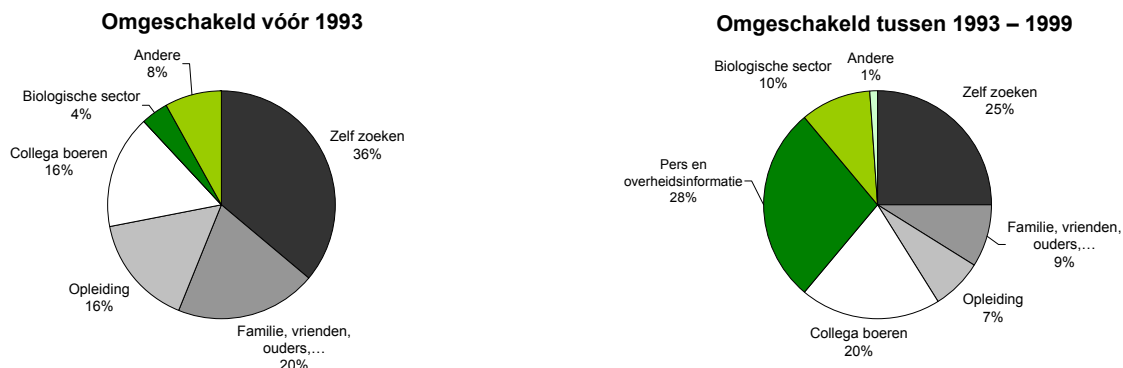 Omgeschakeld vóór 1993
Andere
8%
Biologische sector
4%
Collega boeren
16%
Zelf zoeken
36%
Opleiding
16%
Familie, vrienden,
ouders,…
20%
Omgeschakeld tussen 1993 – 1999
Andere
1%
Biologische sector
10%
Zelf zoeken
25%
Pers en
overheidsinformatie
28%
Familie, vrienden,
ouders,…
9%
Opleiding
7%
Collega boeren
20%